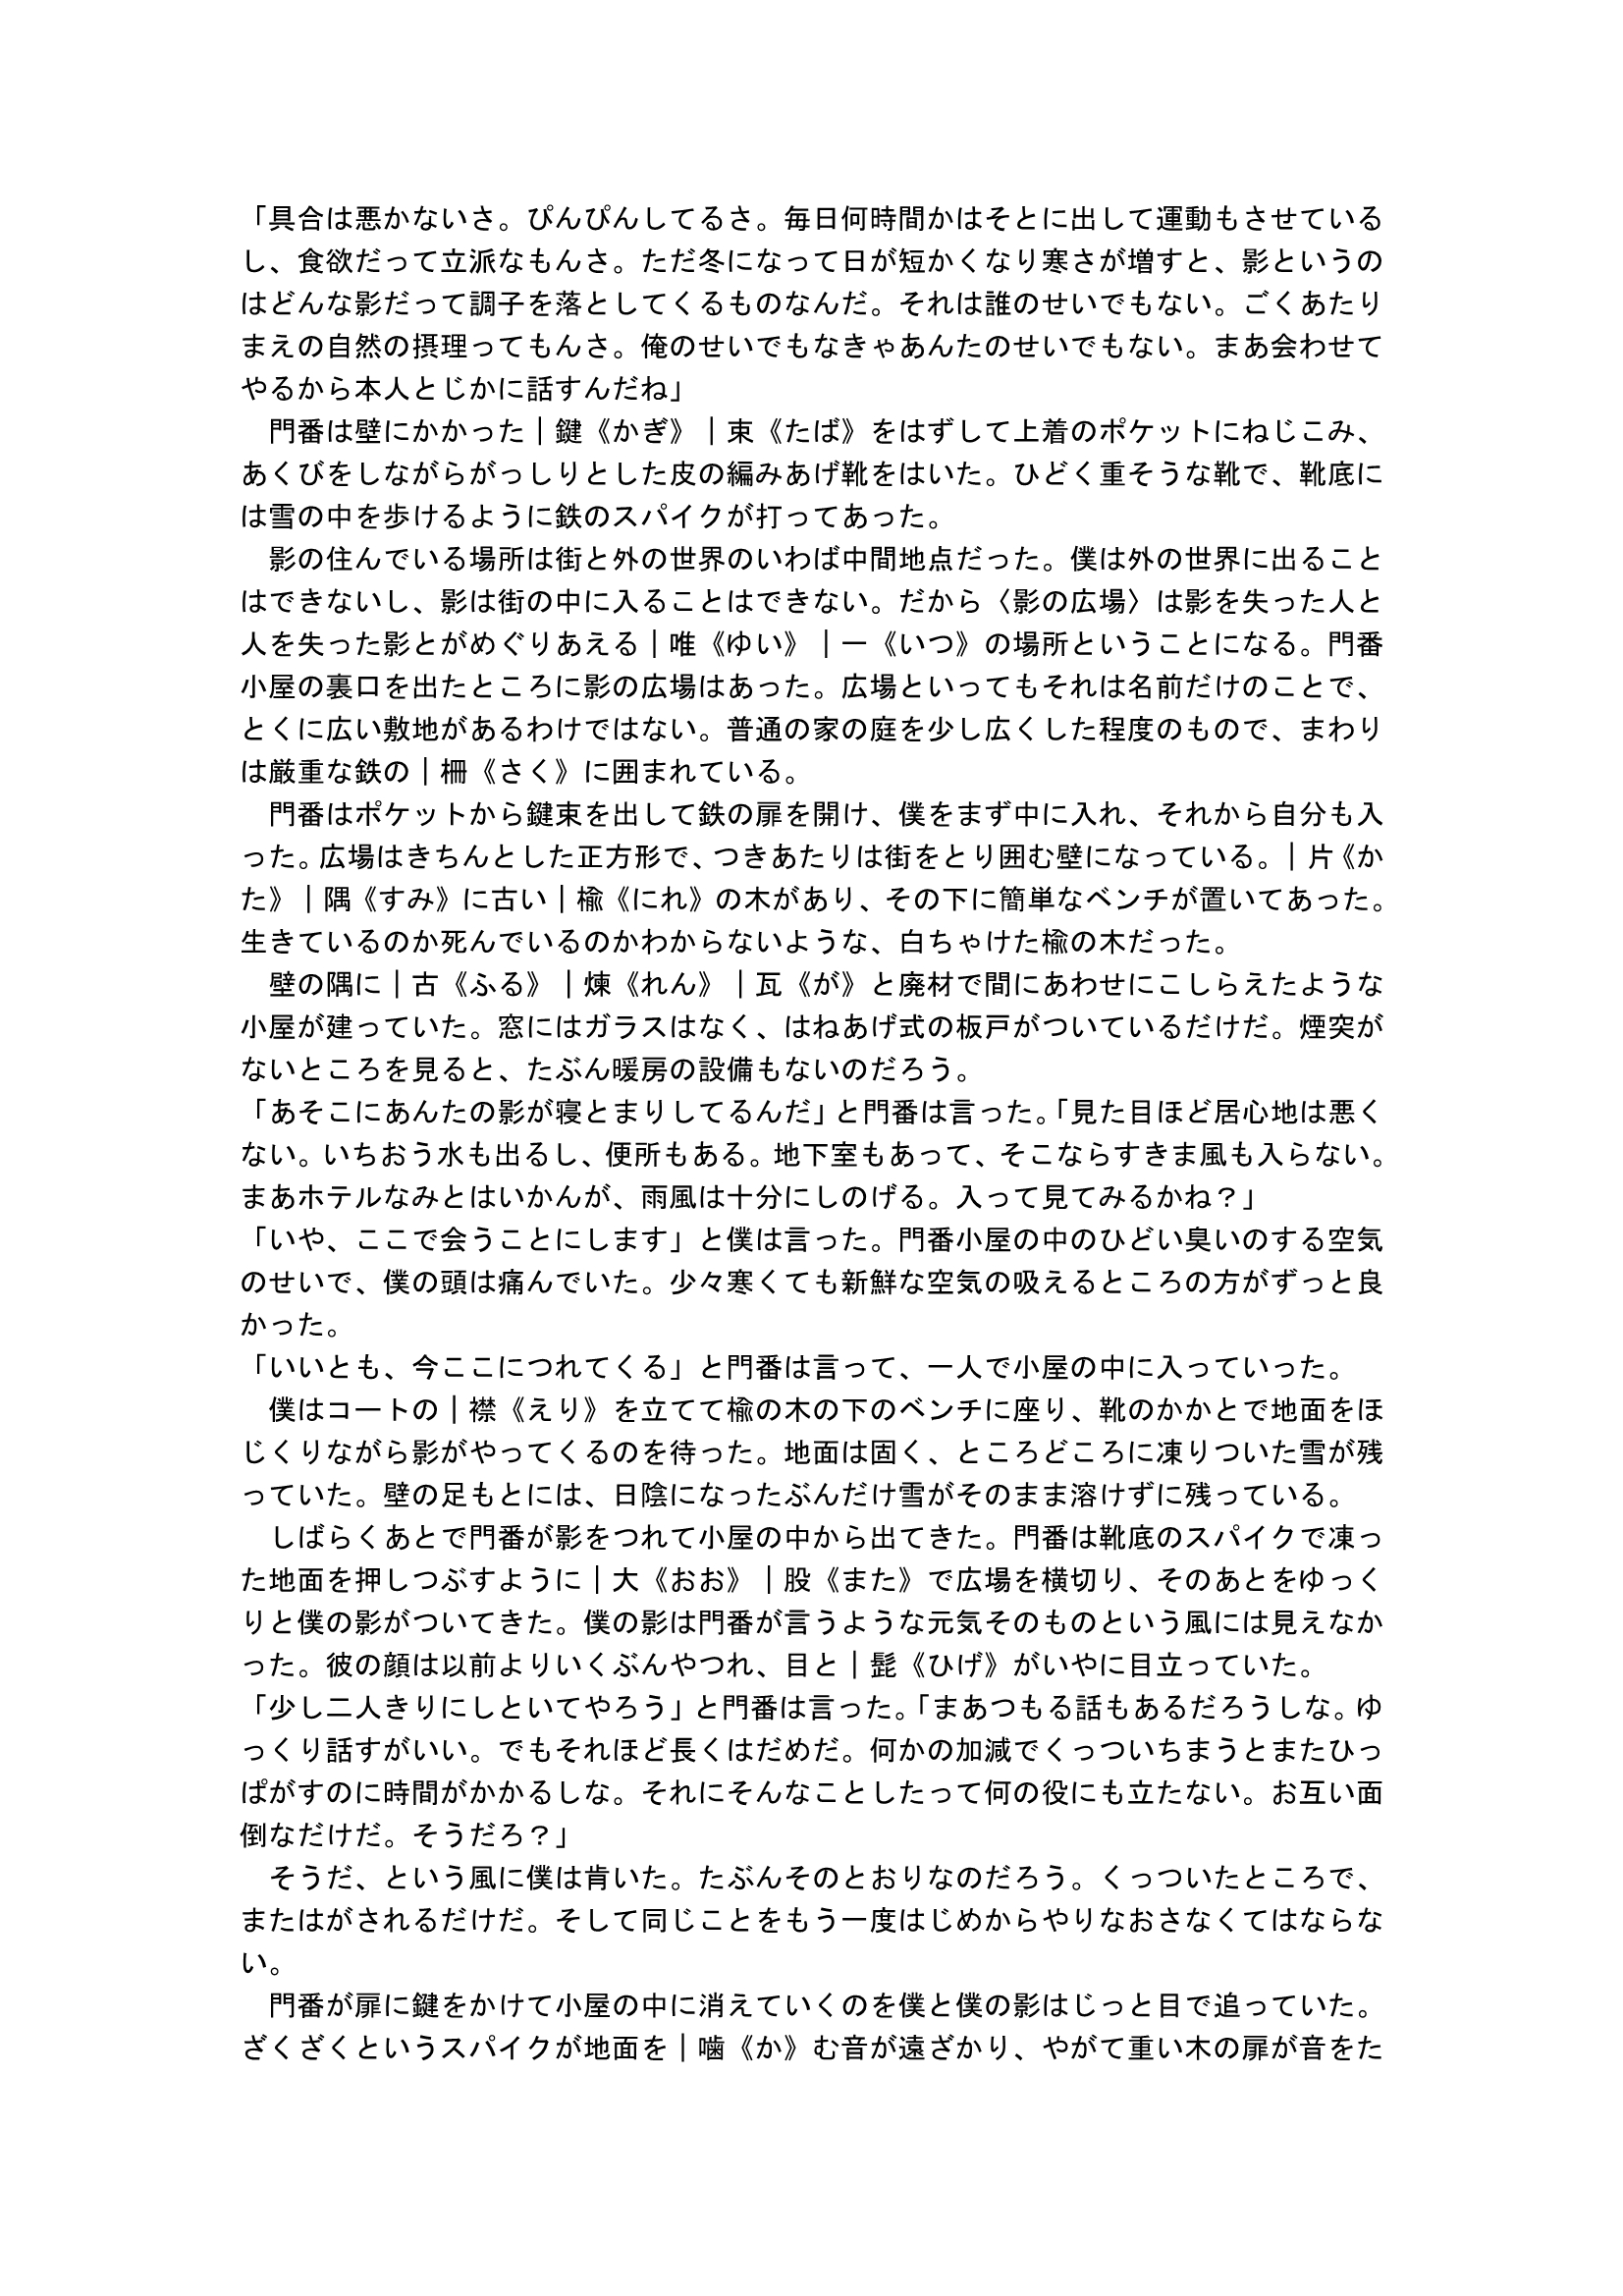 「具合は悪かないさ。ぴんぴんしてるさ。毎日何時間かはそとに出して運動もさせている
し、食欲だって立派なもんさ。ただ冬になって日が短かくなり寒さが増すと、影というの
はどんな影だって調子を落としてくるものなんだ。それは誰のせいでもない。ごくあたり
まえの自然の摂理ってもんさ。俺のせいでもなきゃあんたのせいでもない。まあ会わせて
やるから本人とじかに話すんだね」
　門番は壁にかかった｜鍵《かぎ》｜束《たば》をはずして上着のポケットにねじこみ、
あくびをしながらがっしりとした皮の編みあげ靴をはいた。ひどく重そうな靴で、靴底に
は雪の中を歩けるように鉄のスパイクが打ってあった。
　影の住んでいる場所は街と外の世界のいわば中間地点だった。僕は外の世界に出ること
はできないし、影は街の中に入ることはできない。だから〈影の広場〉は影を失った人と
人を失った影とがめぐりあえる｜唯《ゆい》｜一《いつ》の場所ということになる。門番
小屋の裏口を出たところに影の広場はあった。広場といってもそれは名前だけのことで、
とくに広い敷地があるわけではない。普通の家の庭を少し広くした程度のもので、まわり
は厳重な鉄の｜柵《さく》に囲まれている。
　門番はポケットから鍵束を出して鉄の扉を開け、僕をまず中に入れ、それから自分も入
った。広場はきちんとした正方形で、つきあたりは街をとり囲む壁になっている。｜片《か
た》｜隅《すみ》に古い｜楡《にれ》の木があり、その下に簡単なベンチが置いてあった。
生きているのか死んでいるのかわからないような、白ちゃけた楡の木だった。
　壁の隅に｜古《ふる》｜煉《れん》｜瓦《が》と廃材で間にあわせにこしらえたような
小屋が建っていた。窓にはガラスはなく、はねあげ式の板戸がついているだけだ。煙突が
ないところを見ると、たぶん暖房の設備もないのだろう。
「あそこにあんたの影が寝とまりしてるんだ」と門番は言った。「見た目ほど居心地は悪く
ない。いちおう水も出るし、便所もある。地下室もあって、そこならすきま風も入らない。
まあホテルなみとはいかんが、雨風は十分にしのげる。入って見てみるかね？」
「いや、ここで会うことにします」と僕は言った。門番小屋の中のひどい臭いのする空気
のせいで、僕の頭は痛んでいた。少々寒くても新鮮な空気の吸えるところの方がずっと良
かった。
「いいとも、今ここにつれてくる」と門番は言って、一人で小屋の中に入っていった。
　僕はコートの｜襟《えり》を立てて楡の木の下のベンチに座り、靴のかかとで地面をほ
じくりながら影がやってくるのを待った。地面は固く、ところどころに凍りついた雪が残
っていた。壁の足もとには、日陰になったぶんだけ雪がそのまま溶けずに残っている。
　しばらくあとで門番が影をつれて小屋の中から出てきた。門番は靴底のスパイクで凍っ
た地面を押しつぶすように｜大《おお》｜股《また》で広場を横切り、そのあとをゆっく
りと僕の影がついてきた。僕の影は門番が言うような元気そのものという風には見えなか
った。彼の顔は以前よりいくぶんやつれ、目と｜髭《ひげ》がいやに目立っていた。
「少し二人きりにしといてやろう」と門番は言った。「まあつもる話もあるだろうしな。ゆ
っくり話すがいい。でもそれほど長くはだめだ。何かの加減でくっついちまうとまたひっ
ぱがすのに時間がかかるしな。それにそんなことしたって何の役にも立たない。お互い面
倒なだけだ。そうだろ？」
　そうだ、という風に僕は肯いた。たぶんそのとおりなのだろう。くっついたところで、
またはがされるだけだ。そして同じことをもう一度はじめからやりなおさなくてはならな
い。
　門番が扉に鍵をかけて小屋の中に消えていくのを僕と僕の影はじっと目で追っていた。
ざくざくというスパイクが地面を｜噛《か》む音が遠ざかり、やがて重い木の扉が音をた